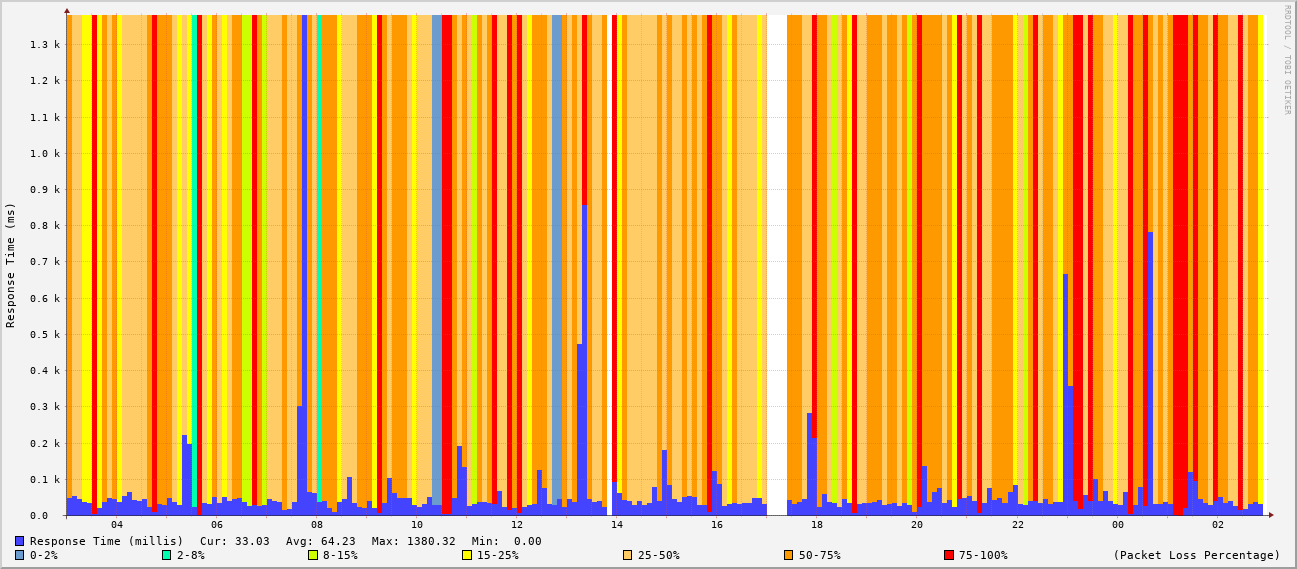 RRDTOOL / TOBI OETIKER
Response Time (ms)
1.3 k
1.2 k
1.1 k
1.0 k
0.9 k
0.8 k
0.7 k
0.6 k
0.5 k
0.4 k
0.3 k
0.2 k
0.1 k
0.0
04 06 08 10 12 14 16 18 20 22 00 02
Response Time (millis) Cur: 33.03 Avg: 64.23 Max: 1380.32 Min: 0.00
0-2% 2-8% 8-15% 15-25% 25-50% 50-75% 75-100% (Packet Loss Percentage)